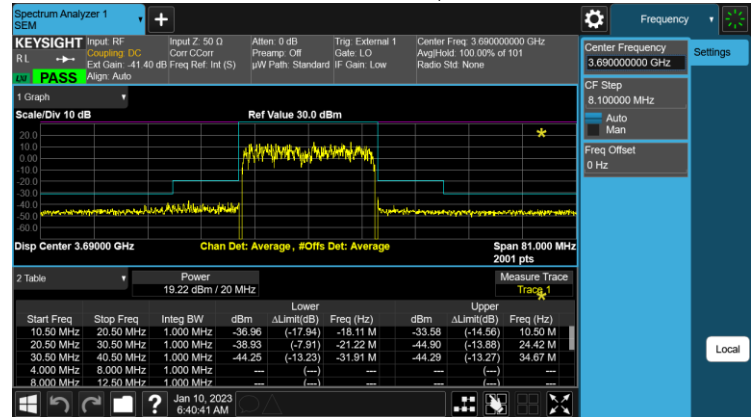 Spectrum Analyzer 1
SEM
Frequency
KEYSIGHT
Input: RF
Input Z: 50 Ω
Atten: 0 dB
Trig: External 1
Center Freq: 3.690000000 GHz
R L
Coupling: DC
Corr CCorr
Preamp: Off
Gate: LO
Avg|Hold: 100.00% of 101
Ext Gain: -41.40 dB
Freq Ref: Int (S)
µW Path: Standard
IF Gain: Low
Radio Std: None
LVI PASS
Align: Auto
Center Frequency
3.690000000 GHz
Settings
CF Step
8.100000 MHz
Auto
Man
Freq Offset
0 Hz
Local
1 Graph
Scale/Div 10 dB
Ref Value 30.0 dBm
20.0
10.0
0.00
-10.0
-20.0
-30.0
-40.0
-50.0
-60.0
Disp Center 3.69000 GHz
Chan Det: Average , #Offs Det: Average
Span 81.000 MHz
2001 pts
2 Table
Power
Measure Trace
19.22 dBm / 20 MHz
Trace 1
Lower Upper
Start Freq Stop Freq Integ BW dBm ΔLimit(dB) Freq (Hz) dBm ΔLimit(dB) Freq (Hz)
10.50 MHz 20.50 MHz 1.000 MHz -36.96 (-17.94) -18.11 M -33.58 (-14.56) 10.50 M
20.50 MHz 30.50 MHz 1.000 MHz -38.93 (-7.91) -21.22 M -44.90 (-13.88) 24.42 M
30.50 MHz 40.50 MHz 1.000 MHz -44.25 (-13.23) -31.91 M -44.29 (-13.27) 34.67 M
4.000 MHz 8.000 MHz 1.000 MHz --- (---) --- --- (---) ---
8.000 MHz 12.50 MHz 1.000 MHz --- (---) --- --- (---) ---
Jan 10, 2023
6:40:41 AM